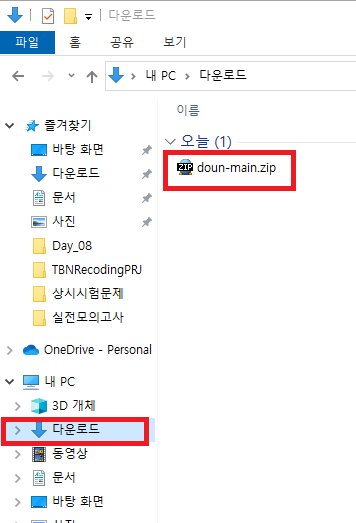 다운로드
파일 홈 공유 보기
내 PC 다운로드
이름
즐겨찾기
오늘 (1)
바탕 화면
ZIP doun-main.zip
다운로드
문서
사진
Day_08
TBNRecodingPRJ
상시시험문제
실전모의고사
OneDrive - Personal
내 PC
3D 개체
다운로드
동영상
문서
바탕 화면